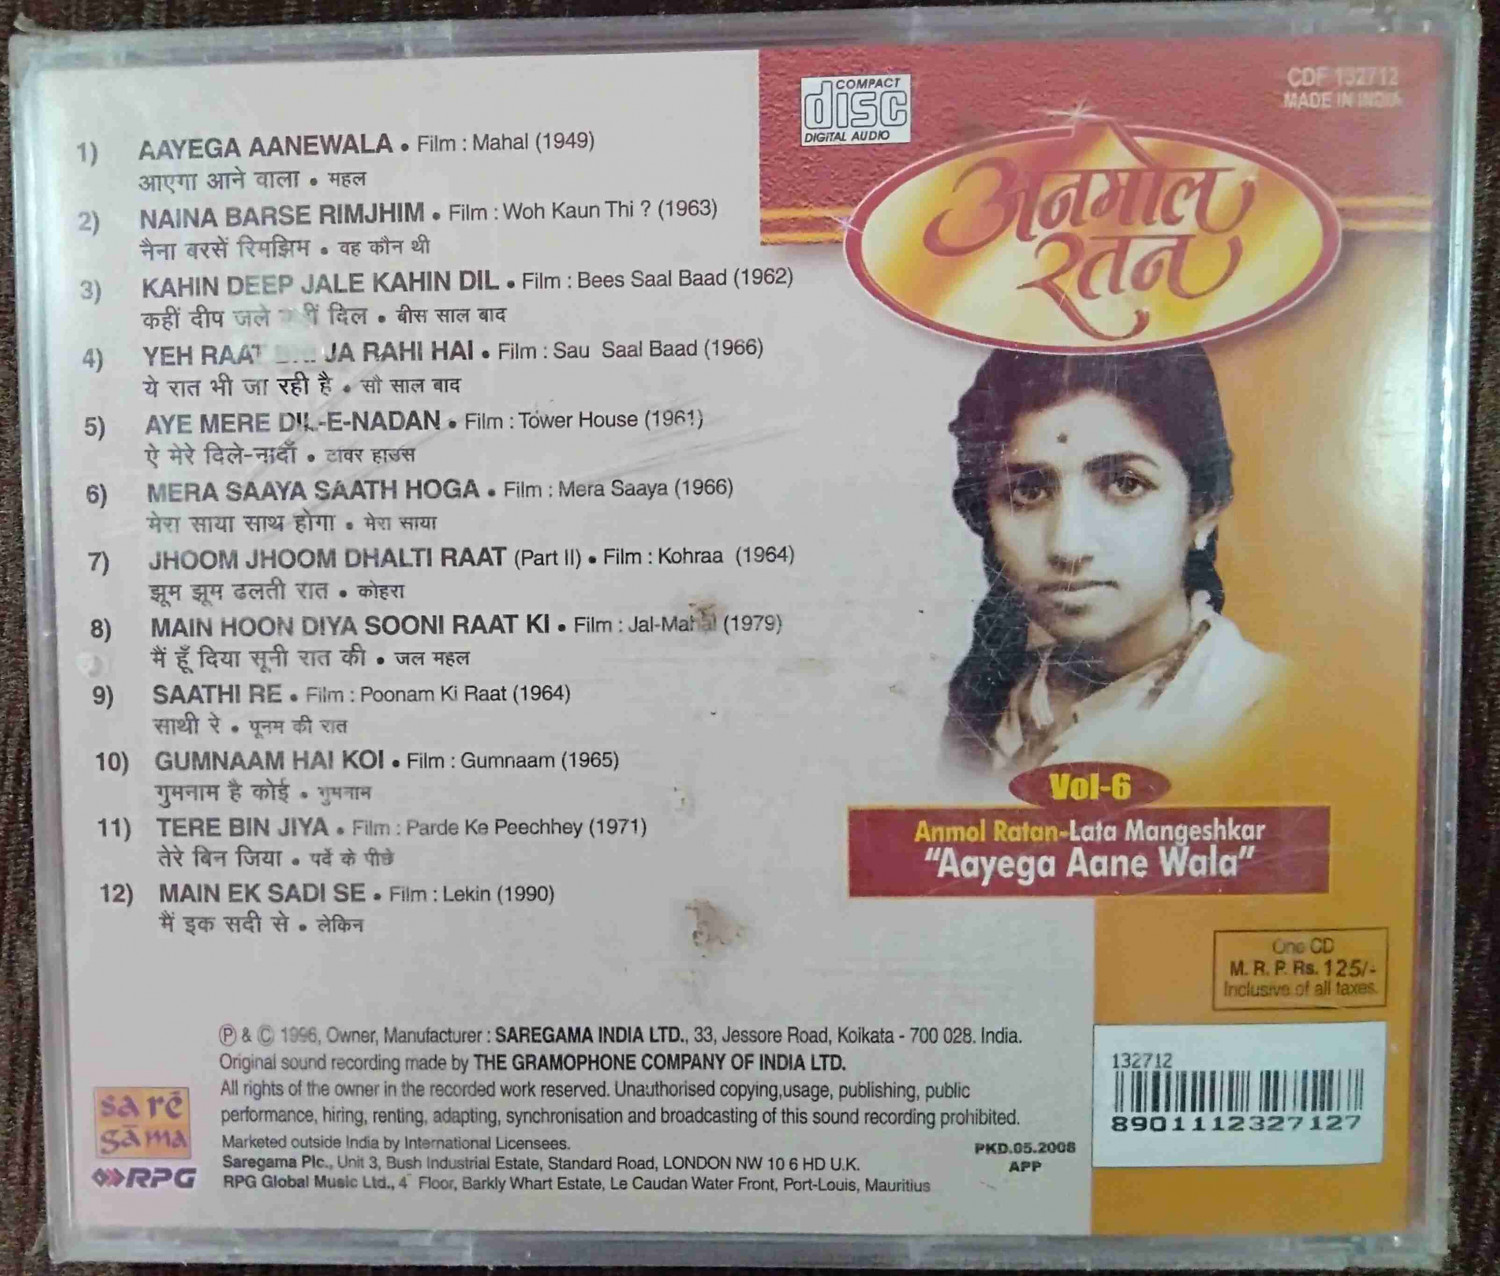 1) AAYEGA AANEWALA • Film : Mahal (1949)
आएगा आने वाला • महल
2) NAINA BARSE RIMJHIM • Film : Woh Kaun Thi ? (1963)
नैना बरसें रिमझिम • वह कौन थी
3) KAHIN DEEP JALE KAHIN DIL • Film : Bees Saal Baad (1962)
कहीं दीप जले दिल • बीस साल बाद
4) YEH RAAT JA RAHI HAI • Film : Sau Saal Baad (1966)
ये रात भी जा रही है • सौ साल बाद
5) AYE MERE DIL-E-NADAN • Film : Tower House (1961)
ऐ मेरे दिले-नादाँ • टावर हाउस
6) MERA SAAYA SAATH HOGA • Film : Mera Saaya (1966)
मेरा साया साथ होगा • मेरा साया
7) JHOOM JHOOM DHALTI RAAT (Part II) • Film : Kohraa (1964)
झूम झूम ढलती रात • कोहरा
8) MAIN HOON DIYA SOONI RAAT KI • Film : Jal-Mahal (1979)
मैं हूँ दिया सूनी रात की • जल महल
9) SAATHI RE • Film : Poonam Ki Raat (1964)
साथी रे • पूनम की रात
10) GUMNAAM HAI KOI • Film : Gumnaam (1965)
गुमनाम है कोई • गुमनाम
11) TERE BIN JIYA • Film : Parde Ke Peechhey (1971)
तेरे बिन जिया • पर्दे के पीछे
12) MAIN EK SADI SE • Film : Lekin (1990)
मैं इक सदी से • लेकिन
COMPACT
disc
DIGITAL AUDIO
CDF 132712
MADE IN INDIA
अनमोल
रतन
Vol-6
Anmol Ratan-Lata Mangeshkar
"Aayega Aane Wala"
One CD
M. R. P. Rs. 125/-
Inclusive of all taxes.
Ⓟ & © 1996, Owner, Manufacturer : SAREGAMA INDIA LTD., 33, Jessore Road, Kolkata - 700 028. India.
Original sound recording made by THE GRAMOPHONE COMPANY OF INDIA LTD.
All rights of the owner in the recorded work reserved. Unauthorised copying,usage, publishing, public
performance, hiring, renting, adapting, synchronisation and broadcasting of this sound recording prohibited.
Marketed outside India by International Licensees.
Saregama Plc., Unit 3, Bush Industrial Estate, Standard Road, LONDON NW 10 6 HD U.K.
RPG Global Music Ltd., 4" Floor, Barkly Whart Estate, Le Caudan Water Front, Port-Louis, Mauritius
sa rē
gāma
RPG
PKD.05.2008
APP
132712
8901112327127